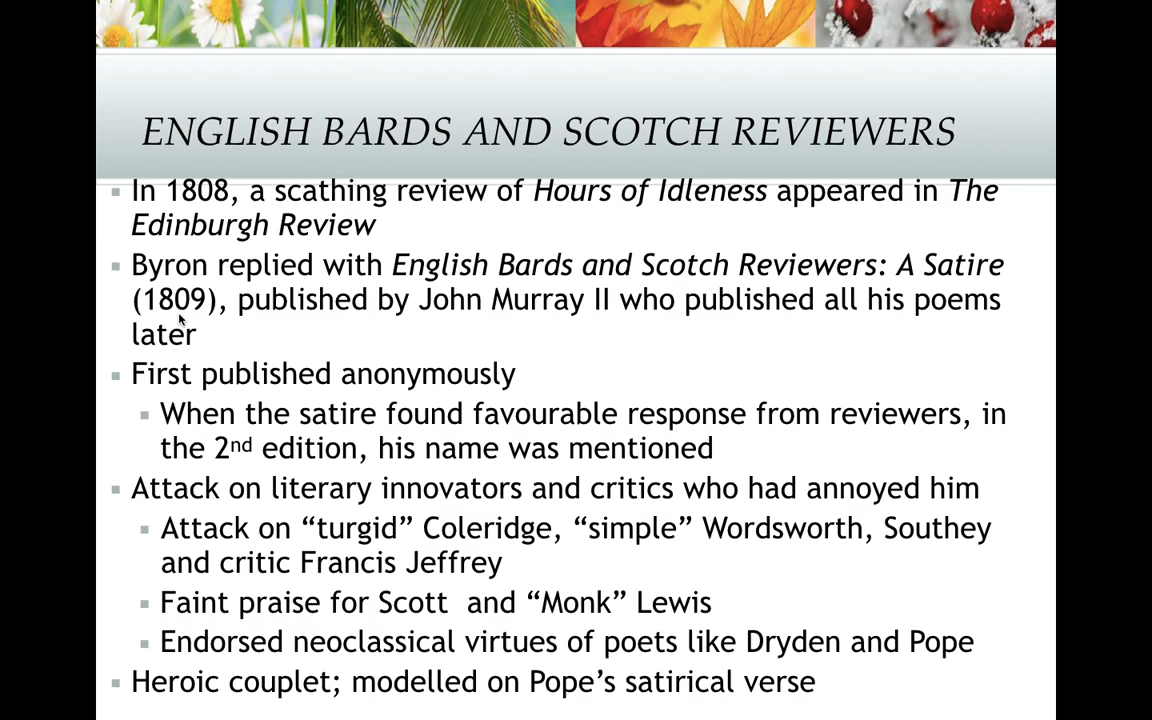 ENGLISH BARDS AND SCOTCH REVIEWERS
▪ In 1808, a scathing review of Hours of Idleness appeared in The
Edinburgh Review
▪ Byron replied with English Bards and Scotch Reviewers: A Satire
(1809), published by John Murray II who published all his poems
later
▪ First published anonymously
▪ When the satire found favourable response from reviewers, in
the 2nd edition, his name was mentioned
▪ Attack on literary innovators and critics who had annoyed him
▪ Attack on “turgid” Coleridge, “simple” Wordsworth, Southey
and critic Francis Jeffrey
▪ Faint praise for Scott  and “Monk” Lewis
▪ Endorsed neoclassical virtues of poets like Dryden and Pope
▪ Heroic couplet; modelled on Pope’s satirical verse